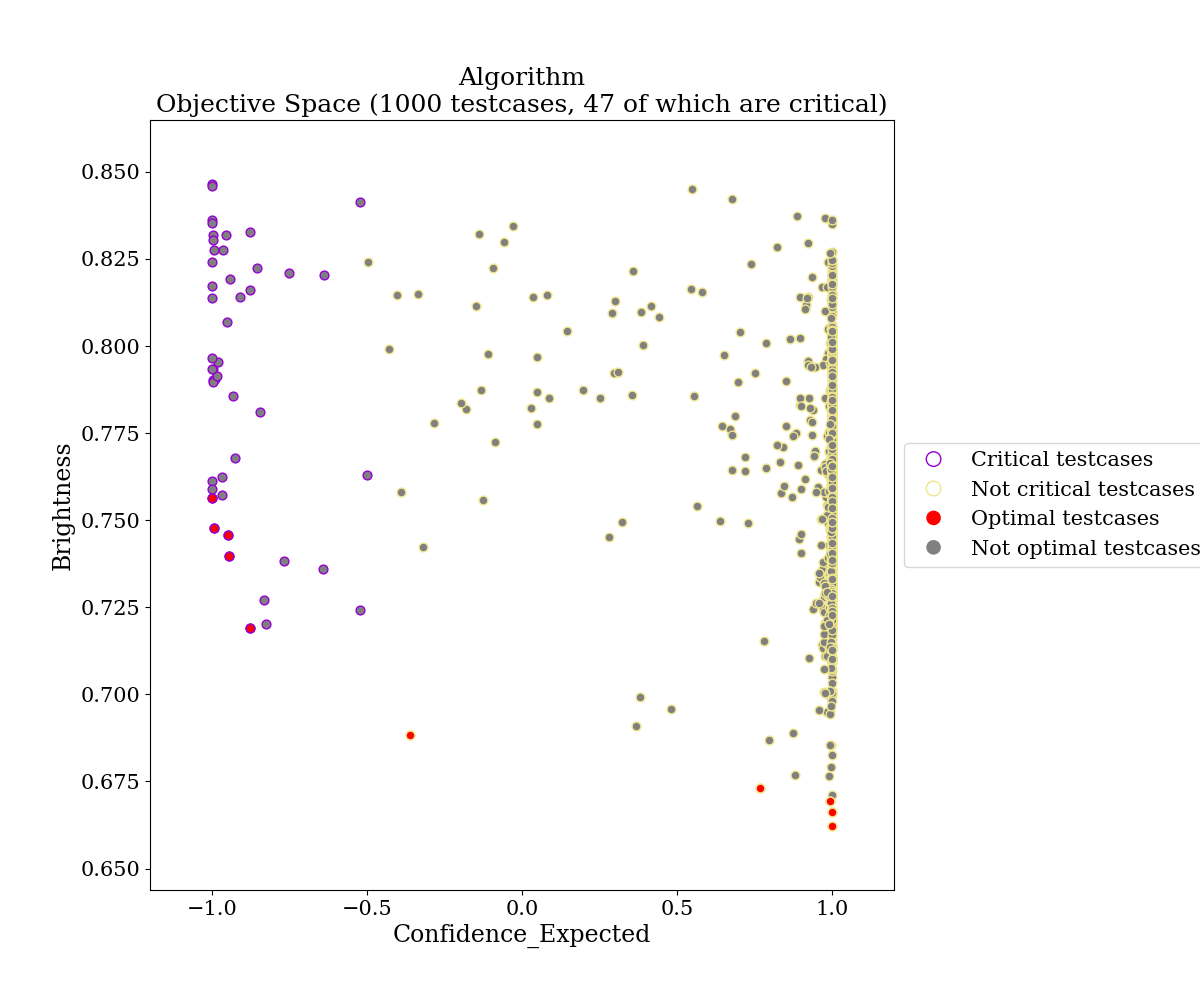 Algorithm
Objective Space (1000 testcases, 47 of which are critical)
0.850
0.825
0.800
0.775
0.750
0.725
0.700
0.675
0.650
Brightness
−1.0
−0.5
0.0
0.5
1.0
Confidence_Expected
Critical testcases
Not critical testcases
Optimal testcases
Not optimal testcases